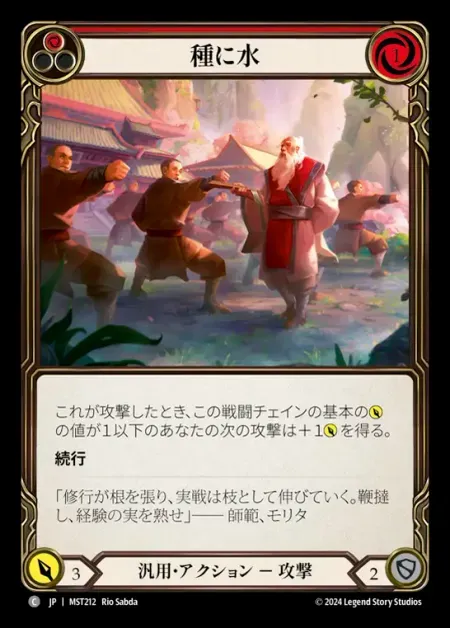 種に水
1
これが攻撃したとき、この戦闘チェインの基本の
の値が1以下のあなたの次の攻撃は+1を得る。
続行
「修行が根を張り、実戦は枝として伸びていく。鞭撻
し、経験の実を熟せ」── 師範、モリタ
3
汎用・アクション − 攻撃
2
C JP | MST212 Rio Sabda
© 2024 Legend Story Studios